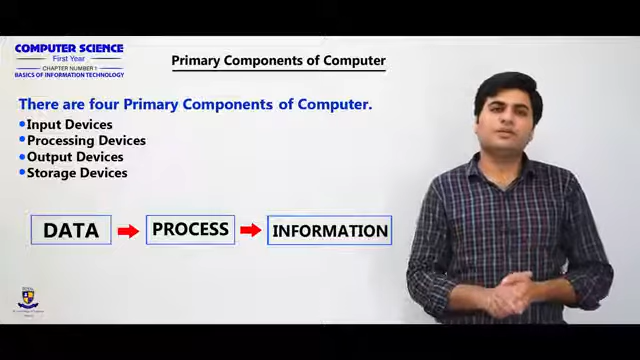 COMPUTER SCIENCE
First Year
CHAPTER NUMBER 1
BASICS OF INFORMATION TECHNOLOGY
Primary Components of Computer
There are four Primary Components of Computer.
Input Devices
Processing Devices
Output Devices
Storage Devices
DATA
PROCESS
INFORMATION